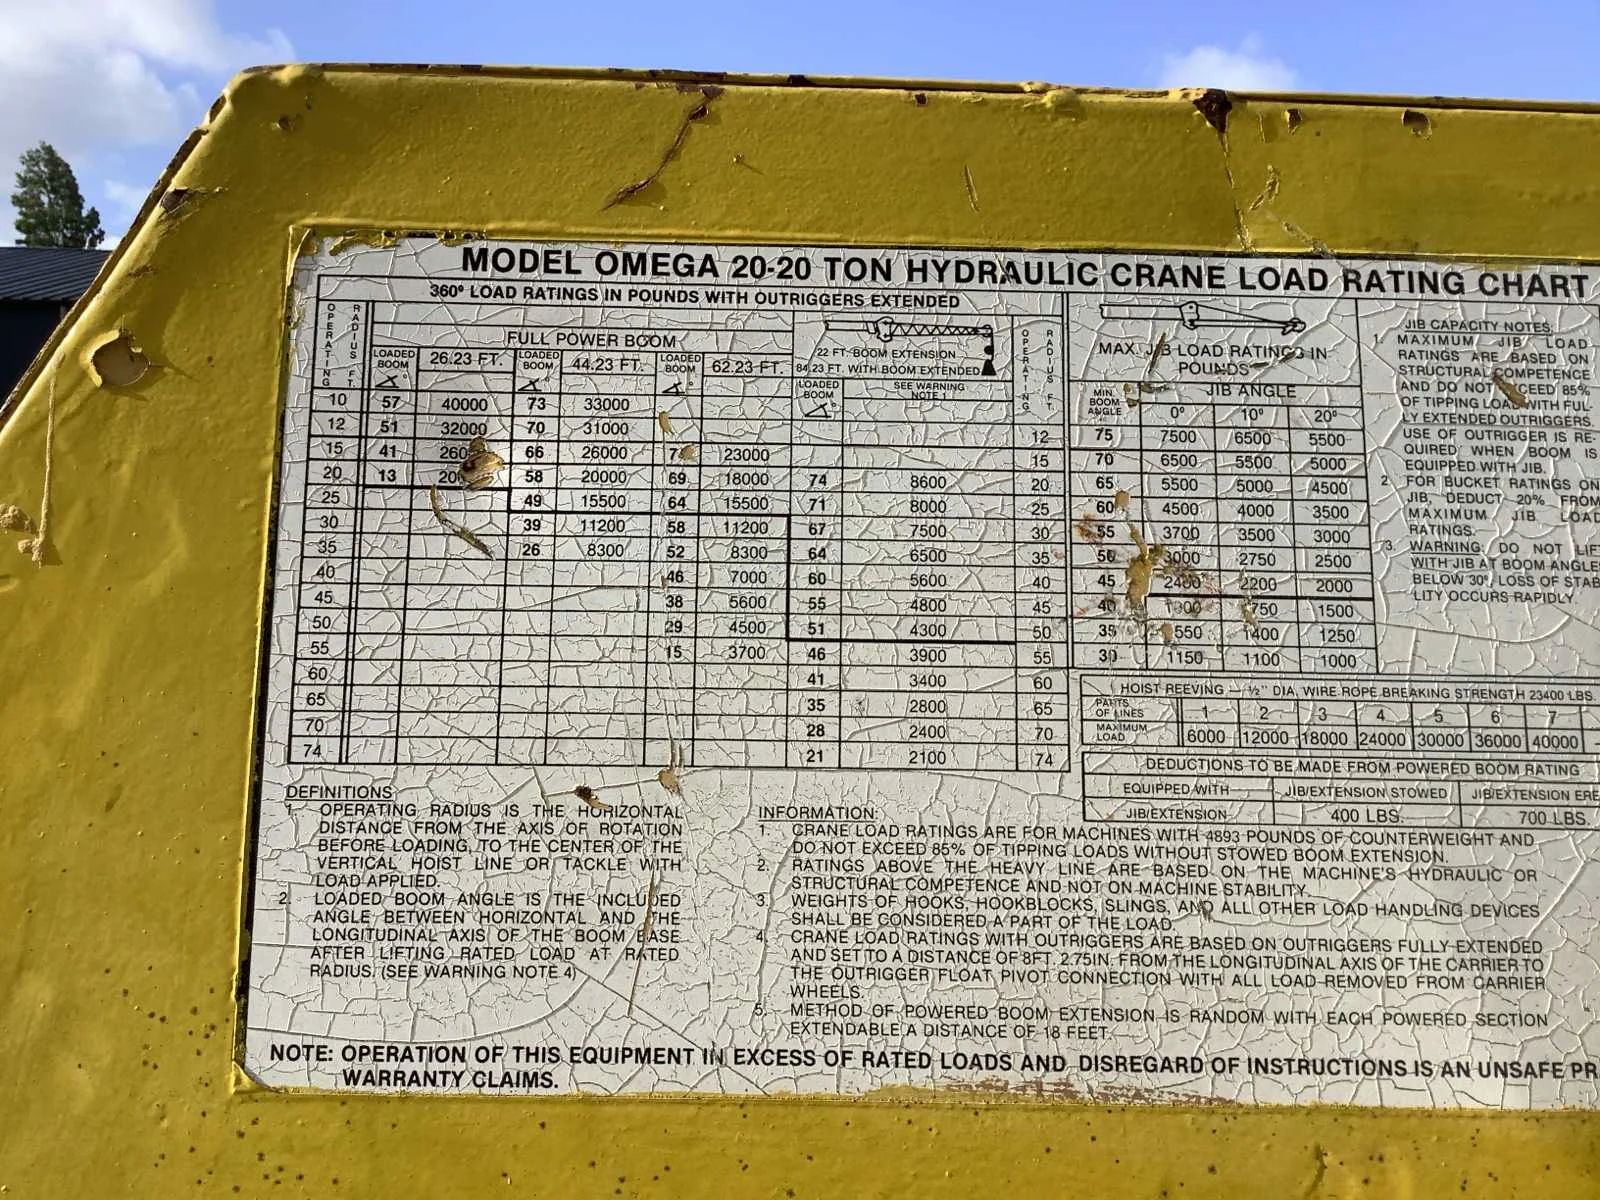 MODEL OMEGA 20-20 TON HYDRAULIC CRANE LOAD RATING CHART
360° LOAD RATINGS IN POUNDS WITH OUTRIGGERS EXTENDED
OPERATING RADIUS FT.
FULL POWER BOOM
LOADED BOOM ∠° 26.23 FT. LOADED BOOM ∠° 44.23 FT. LOADED BOOM ∠° 62.23 FT.
22 FT. BOOM EXTENSION
84.23 FT. WITH BOOM EXTENDED
LOADED BOOM ∠° SEE WARNING NOTE 1
OPERATING RADIUS FT.
10 57 40000 73 33000
12 51 32000 70 31000 12
15 41 66 26000 23000 15
20 13 58 20000 69 18000 74 8600 20
25 49 15500 64 15500 71 8000 25
30 39 11200 58 11200 67 7500 30
35 26 8300 52 8300 64 6500 35
40 46 7000 60 5600 40
45 38 5600 55 4800 45
50 29 4500 51 4300 50
55 15 3700 46 3900 55
60 41 3400 60
65 35 2800 65
70 28 2400 70
74 21 2100 74
MAX. JIB LOAD RATINGS IN
POUNDS
MIN. BOOM ANGLE JIB ANGLE
0° 10° 20°
75 7500 6500 5500
70 6500 5500 5000
65 5500 5000 4500
60 4500 4000 3500
55 3700 3500 3000
50 3000 2750 2500
45 2400 2200 2000
40 1500
35 1400 1250
30 1150 1100 1000
JIB CAPACITY NOTES:
1. MAXIMUM JIB LOAD
RATINGS ARE BASED ON
STRUCTURAL COMPETENCE
AND DO NOT EXCEED 85%
OF TIPPING LOAD WITH FUL-
LY EXTENDED OUTRIGGERS.
USE OF OUTRIGGER IS RE-
QUIRED WHEN BOOM IS
EQUIPPED WITH JIB.
2. FOR BUCKET RATINGS ON
JIB, DEDUCT 20% FROM
MAXIMUM JIB LOAD
RATINGS.
3. WARNING: DO NOT LIFT
WITH JIB AT BOOM ANGLE
BELOW 30°, LOSS OF STAB
LITY OCCURS RAPIDLY.
HOIST REEVING — ½" DIA. WIRE ROPE BREAKING STRENGTH 23400 LBS.
PARTS OF LINES 1 2 3 4 5 6 7
MAXIMUM LOAD 6000 12000 18000 24000 30000 36000 40000
DEDUCTIONS TO BE MADE FROM POWERED BOOM RATING
EQUIPPED WITH JIB/EXTENSION STOWED JIB/EXTENSION ERE
JIB/EXTENSION 400 LBS. 700 LBS.
DEFINITIONS
1. OPERATING RADIUS IS THE HORIZONTAL
DISTANCE FROM THE AXIS OF ROTATION
BEFORE LOADING, TO THE CENTER OF THE
VERTICAL HOIST LINE OR TACKLE WITH
LOAD APPLIED.
2. LOADED BOOM ANGLE IS THE INCLUDED
ANGLE BETWEEN HORIZONTAL AND THE
LONGITUDINAL AXIS OF THE BOOM BASE
AFTER LIFTING RATED LOAD AT RATED
RADIUS. (SEE WARNING NOTE 4)
INFORMATION:
1. CRANE LOAD RATINGS ARE FOR MACHINES WITH 4893 POUNDS OF COUNTERWEIGHT AND
DO NOT EXCEED 85% OF TIPPING LOADS WITHOUT STOWED BOOM EXTENSION.
2. RATINGS ABOVE THE HEAVY LINE ARE BASED ON THE MACHINE'S HYDRAULIC OR
STRUCTURAL COMPETENCE AND NOT ON MACHINE STABILITY.
3. WEIGHTS OF HOOKS, HOOKBLOCKS, SLINGS, AND ALL OTHER LOAD HANDLING DEVICES
SHALL BE CONSIDERED A PART OF THE LOAD.
4. CRANE LOAD RATINGS WITH OUTRIGGERS ARE BASED ON OUTRIGGERS FULLY EXTENDED
AND SET TO A DISTANCE OF 8FT. 2.75IN. FROM THE LONGITUDINAL AXIS OF THE CARRIER TO
THE OUTRIGGER FLOAT PIVOT CONNECTION WITH ALL LOAD REMOVED FROM CARRIER
WHEELS.
5. METHOD OF POWERED BOOM EXTENSION IS RANDOM WITH EACH POWERED SECTION
EXTENDABLE A DISTANCE OF 18 FEET.
NOTE: OPERATION OF THIS EQUIPMENT IN EXCESS OF RATED LOADS AND DISREGARD OF INSTRUCTIONS IS AN UNSAFE PR
WARRANTY CLAIMS.